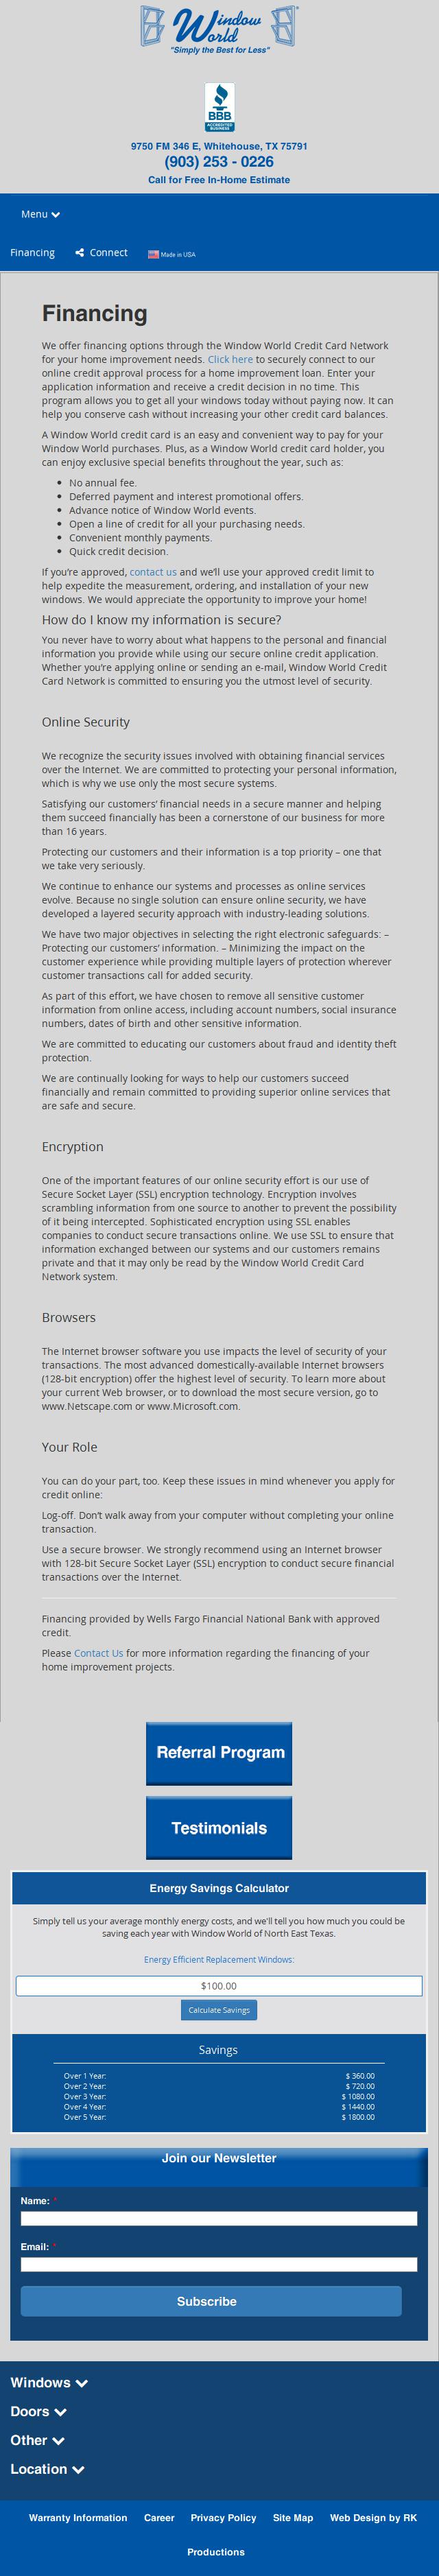 Window World
"Simply the Best for Less"
BBB
ACCREDITED BUSINESS
9750 FM 346 E, Whitehouse, TX 75791
(903) 253 - 0226
Call for Free In-Home Estimate
Menu
Financing Connect Made in USA
Financing
We offer financing options through the Window World Credit Card Network
for your home improvement needs. Click here to securely connect to our
online credit approval process for a home improvement loan. Enter your
application information and receive a credit decision in no time. This
program allows you to get all your windows today without paying now. It can
help you conserve cash without increasing your other credit card balances.
A Window World credit card is an easy and convenient way to pay for your
Window World purchases. Plus, as a Window World credit card holder, you
can enjoy exclusive special benefits throughout the year, such as:
• No annual fee.
• Deferred payment and interest promotional offers.
• Advance notice of Window World events.
• Open a line of credit for all your purchasing needs.
• Convenient monthly payments.
• Quick credit decision.
If you're approved, contact us and we'll use your approved credit limit to
help expedite the measurement, ordering, and installation of your new
windows. We would appreciate the opportunity to improve your home!
How do I know my information is secure?
You never have to worry about what happens to the personal and financial
information you provide while using our secure online credit application.
Whether you're applying online or sending an e-mail, Window World Credit
Card Network is committed to ensuring you the utmost level of security.
Online Security
We recognize the security issues involved with obtaining financial services
over the Internet. We are committed to protecting your personal information,
which is why we use only the most secure systems.
Satisfying our customers' financial needs in a secure manner and helping
them succeed financially has been a cornerstone of our business for more
than 16 years.
Protecting our customers and their information is a top priority – one that
we take very seriously.
We continue to enhance our systems and processes as online services
evolve. Because no single solution can ensure online security, we have
developed a layered security approach with industry-leading solutions.
We have two major objectives in selecting the right electronic safeguards: –
Protecting our customers' information. – Minimizing the impact on the
customer experience while providing multiple layers of protection wherever
customer transactions call for added security.
As part of this effort, we have chosen to remove all sensitive customer
information from online access, including account numbers, social insurance
numbers, dates of birth and other sensitive information.
We are committed to educating our customers about fraud and identity theft
protection.
We are continually looking for ways to help our customers succeed
financially and remain committed to providing superior online services that
are safe and secure.
Encryption
One of the important features of our online security effort is our use of
Secure Socket Layer (SSL) encryption technology. Encryption involves
scrambling information from one source to another to prevent the possibility
of it being intercepted. Sophisticated encryption using SSL enables
companies to conduct secure transactions online. We use SSL to ensure that
information exchanged between our systems and our customers remains
private and that it may only be read by the Window World Credit Card
Network system.
Browsers
The Internet browser software you use impacts the level of security of your
transactions. The most advanced domestically-available Internet browsers
(128-bit encryption) offer the highest level of security. To learn more about
your current Web browser, or to download the most secure version, go to
www.Netscape.com or www.Microsoft.com.
Your Role
You can do your part, too. Keep these issues in mind whenever you apply for
credit online:
Log-off. Don't walk away from your computer without completing your online
transaction.
Use a secure browser. We strongly recommend using an Internet browser
with 128-bit Secure Socket Layer (SSL) encryption to conduct secure financial
transactions over the Internet.
Financing provided by Wells Fargo Financial National Bank with approved
credit.
Please Contact Us for more information regarding the financing of your
home improvement projects.
Referral Program
Testimonials
Energy Savings Calculator
Simply tell us your average monthly energy costs, and we'll tell you how much you could be
saving each year with Window World of North East Texas.
Energy Efficient Replacement Windows:
$100.00
Calculate Savings
Savings
Over 1 Year: $ 360.00
Over 2 Year: $ 720.00
Over 3 Year: $ 1080.00
Over 4 Year: $ 1440.00
Over 5 Year: $ 1800.00
Join our Newsletter
Name: *
Email: *
Subscribe
Windows
Doors
Other
Location
Warranty Information Career Privacy Policy Site Map Web Design by RK
Productions